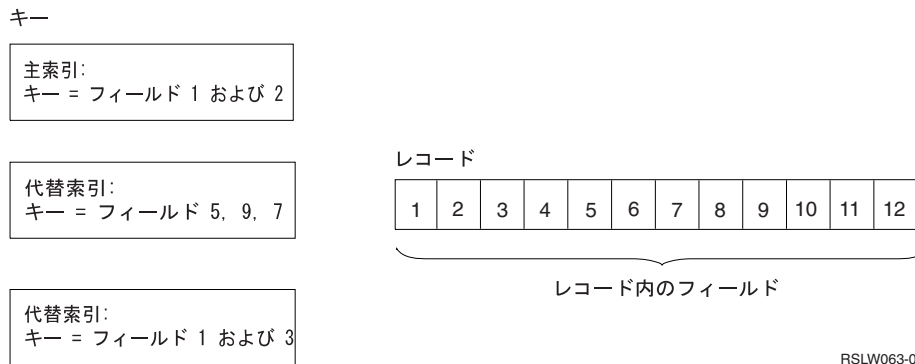 キー
主索引:
キー = フィールド 1 および 2
代替索引:
キー = フィールド 5, 9, 7
代替索引:
キー = フィールド 1 および 3
レコード
1 2 3 4 5 6 7 8 9 10 11 12
レコード内のフィールド
RSLW063-0